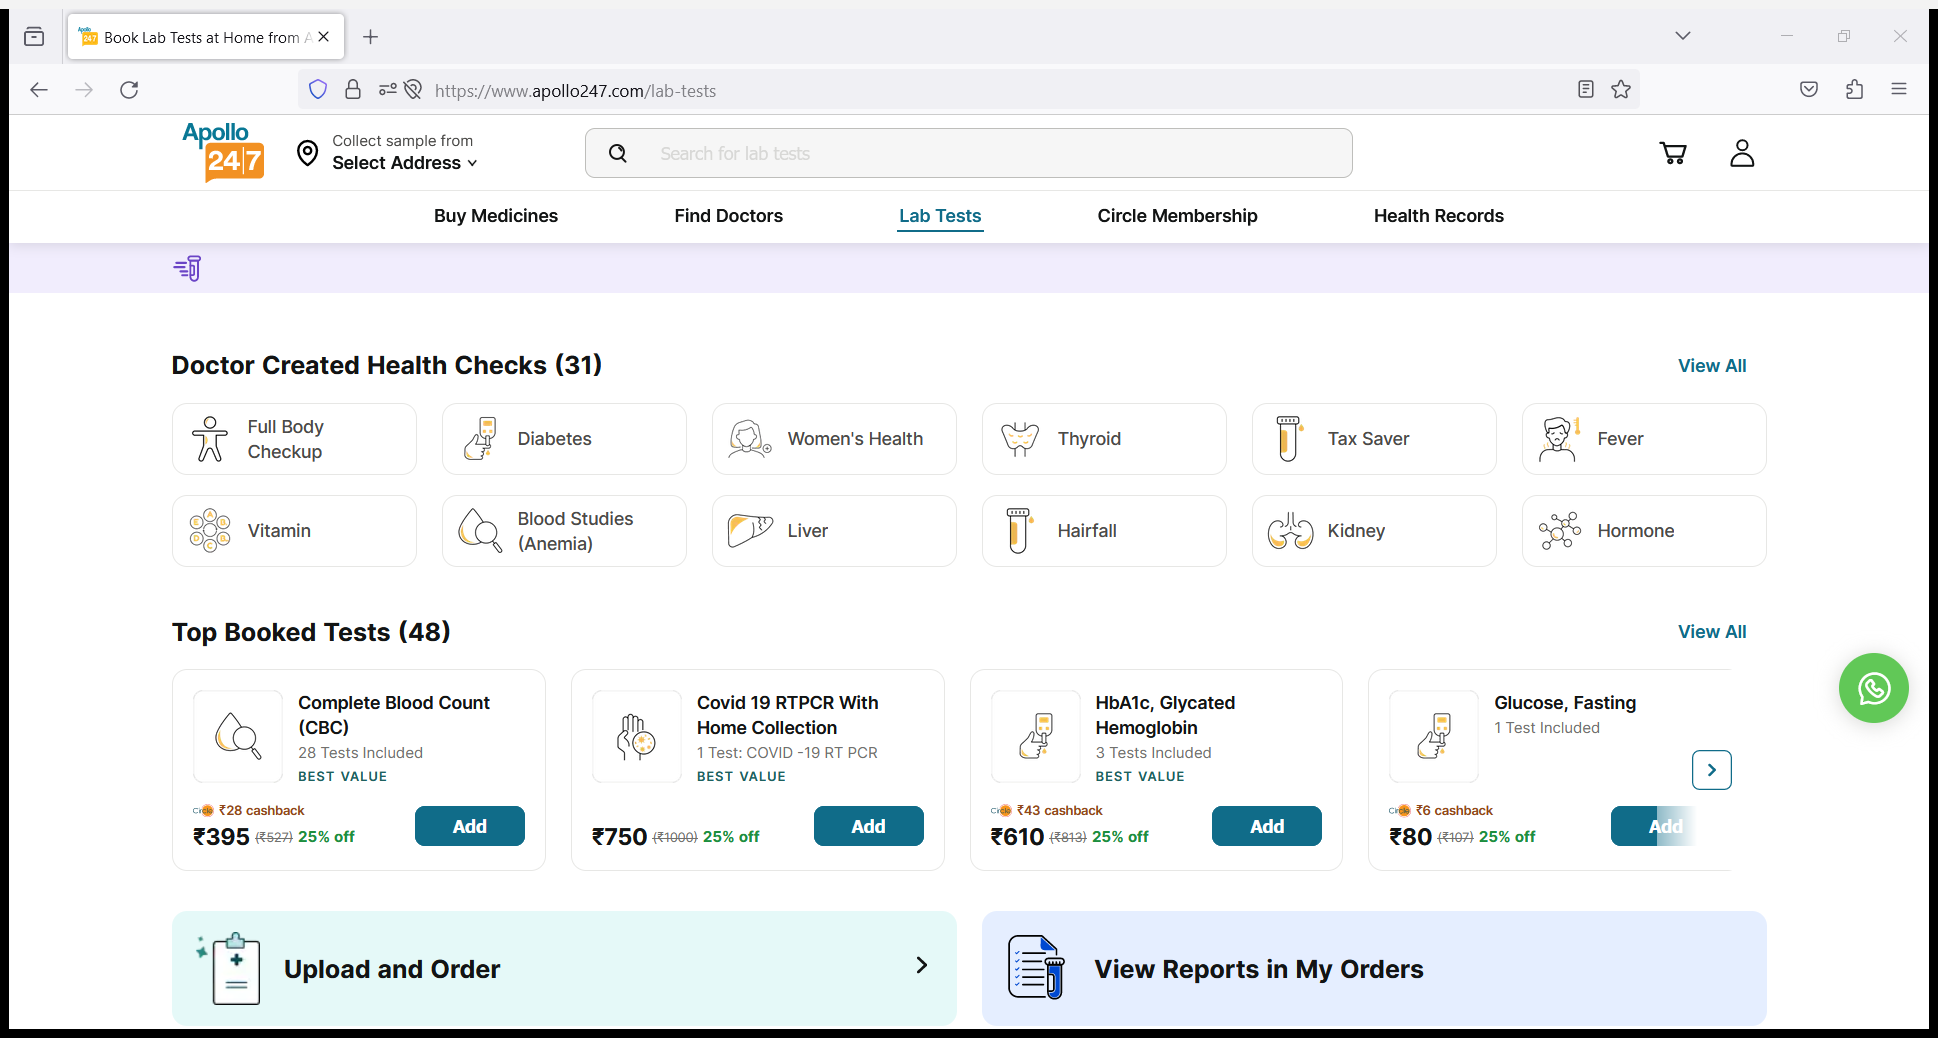 Book Lab Tests at Home from A
https://www.apollo247.com/lab-tests
Apollo
24|7
Collect sample from
Select Address
Search for lab tests
Buy Medicines
Find Doctors
Lab Tests
Circle Membership
Health Records
Doctor Created Health Checks (31)
View All
Full Body
Checkup
Diabetes
Women's Health
Thyroid
Tax Saver
Fever
Vitamin
Blood Studies
(Anemia)
Liver
Hairfall
Kidney
Hormone
Top Booked Tests (48)
View All
Complete Blood Count
(CBC)
28 Tests Included
BEST VALUE
Circle ₹28 cashback
₹395 (₹527) 25% off
Add
Covid 19 RTPCR With
Home Collection
1 Test: COVID -19 RT PCR
BEST VALUE
₹750 (₹1000) 25% off
Add
HbA1c, Glycated
Hemoglobin
3 Tests Included
BEST VALUE
Circle ₹43 cashback
₹610 (₹813) 25% off
Add
Glucose, Fasting
1 Test Included
Circle ₹6 cashback
₹80 (₹107) 25% off
Add
Upload and Order
View Reports in My Orders